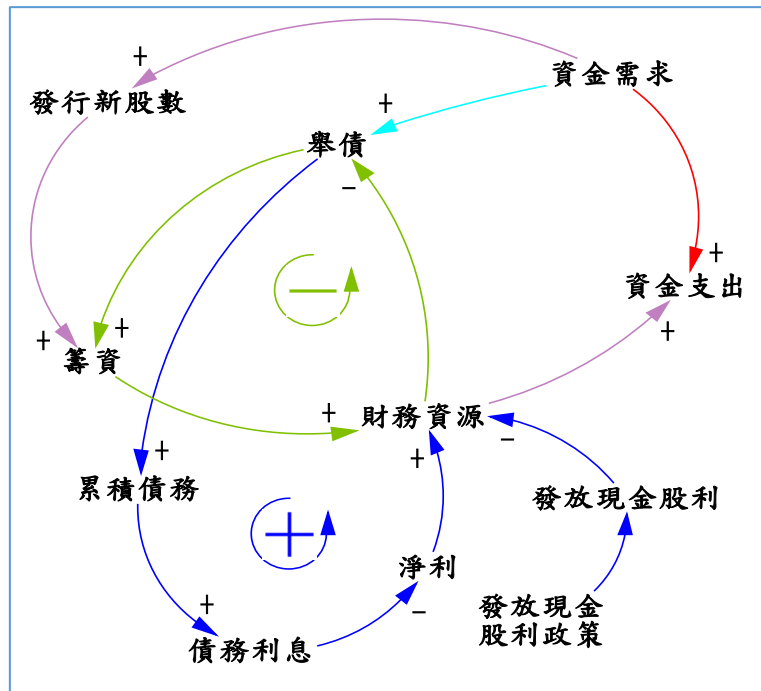 +
資金需求
發行新股數
+
舉債
−
+
資金支出
+
−
+
+
籌資
+
財務資源
−
+
+
累積債務
發放現金股利
+
淨利
−
+
發放現金
股利政策
債務利息